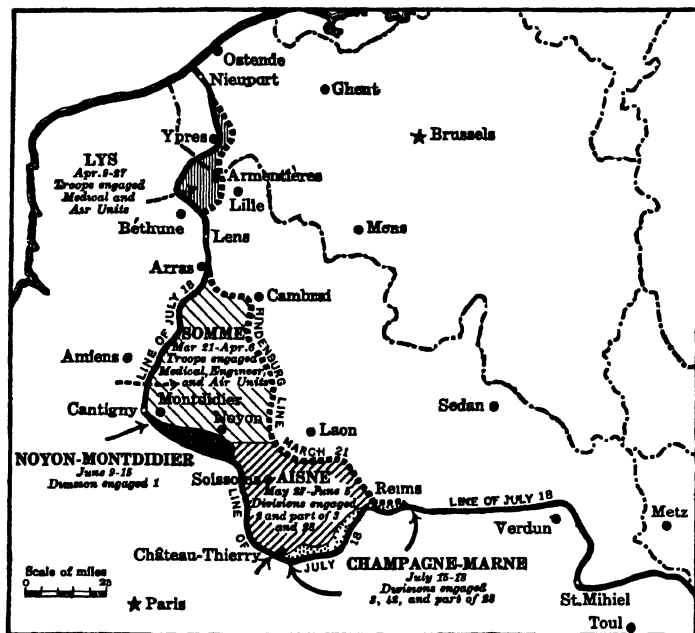 Ostende
Nieuport
Ghent
Ypres
Brussels
LYS
Apr. 9-27
Troops engaged
Medical and
Air Units
Armentières
Lille
Béthune
Lens
Mons
Arras
Cambrai
LINE OF JULY 18
HINDENBURG LINE
SOMME
Mar 21-Apr. 6
Troops engaged
Medical, Engineer
and Air Units
Amiens
Cantigny
Montdidier
Noyon
Sedan
Laon
MARCH 21
NOYON-MONTDIDIER
June 9-15
Division engaged 1
Soissons
AISNE
May 27-June 5
Divisions engaged
2 and part of 3
and 28
Reims
LINE OF JULY 18
Verdun
Metz
LINE OF
JULY
18
Château-Thierry
CHAMPAGNE-MARNE
July 15-18
Divisions engaged
3, 42, and part of 28
Scale of miles
0
25
Paris
St. Mihiel
Toul